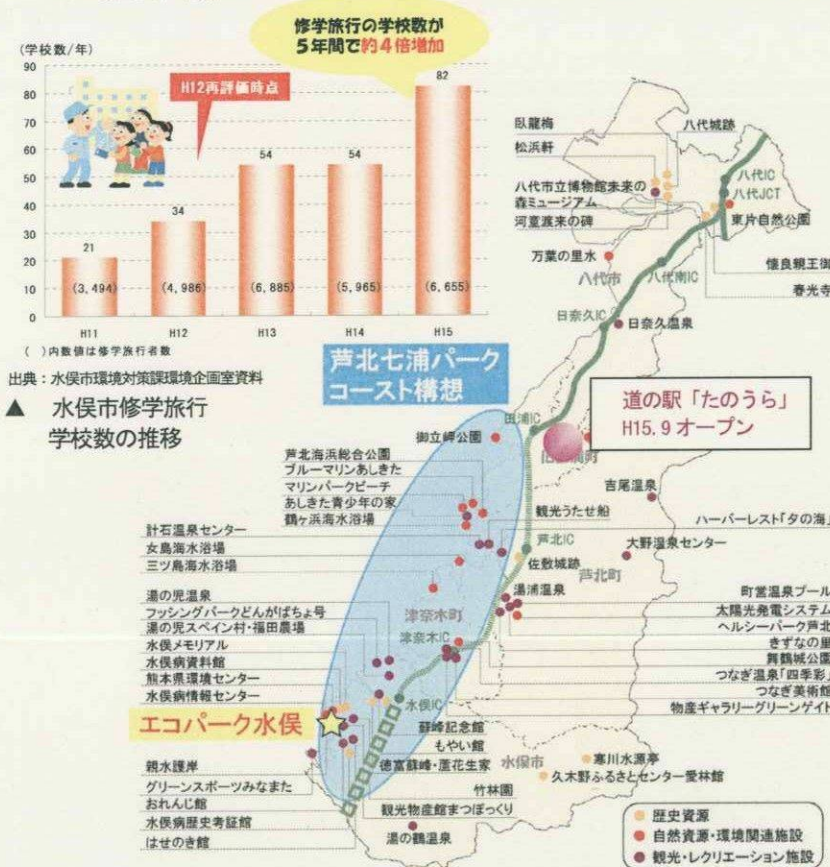 修学旅行の学校数が
5年間で約4倍増加
(学校数/年)
90
80
70
60
50
40
30
20
10
0
H12再評価時点
21
34
54
54
82
(3,494)
(4,986)
(6,885)
(5,965)
(6,655)
H11
H12
H13
H14
H15
( )内数値は修学旅行者数
出典:水俣市環境対策課環境企画室資料
▲ 水俣市修学旅行
学校数の推移
臥龍梅
松浜軒
八代市立博物館未来の
森ミュージアム
河童渡来の碑
万葉の里水
八代城跡
八代IC
八代JCT
東片自然公園
懐良親王御
春光寺
八代市
八代南IC
日奈久IC
日奈久温泉
芦北七浦パーク
コースト構想
田浦IC
道の駅「たのうら」
H15.9 オープン
御立岬公園
芦北海浜総合公園
ブルーマリンあしきた
マリンパークビーチ
あしきた青少年の家
鶴ヶ浜海水浴場
吉尾温泉
観光うたせ船
ハーバーレスト「夕の海」
芦北IC
大野温泉センター
佐敷城跡
芦北町
計石温泉センター
女島海水浴場
三ツ島海水浴場
湯浦温泉
町営温泉プール
太陽光発電システム
ヘルシーパーク芦北
きずなの里
舞鶴城公園
つなぎ温泉「四季彩」
つなぎ美術館
物産ギャラリーグリーンゲイト
津奈木町
津奈木IC
湯の児温泉
フッシングパークどんがばちょ号
湯の児スペイン村・福田農場
水俣メモリアル
水俣病資料館
熊本県環境センター
水俣病情報センター
水俣IC
エコパーク水俣
蘇峰記念館
もやい館
徳富蘇峰・蘆花生家
水俣市
寒川水源亭
久木野ふるさとセンター愛林館
親水護岸
グリーンスポーツみなまた
おれんじ館
水俣病歴史考証館
はぜのき館
竹林園
観光物産館まつぼっくり
湯の鶴温泉
歴史資源
自然資源・環境関連施設
観光・レクリエーション施設